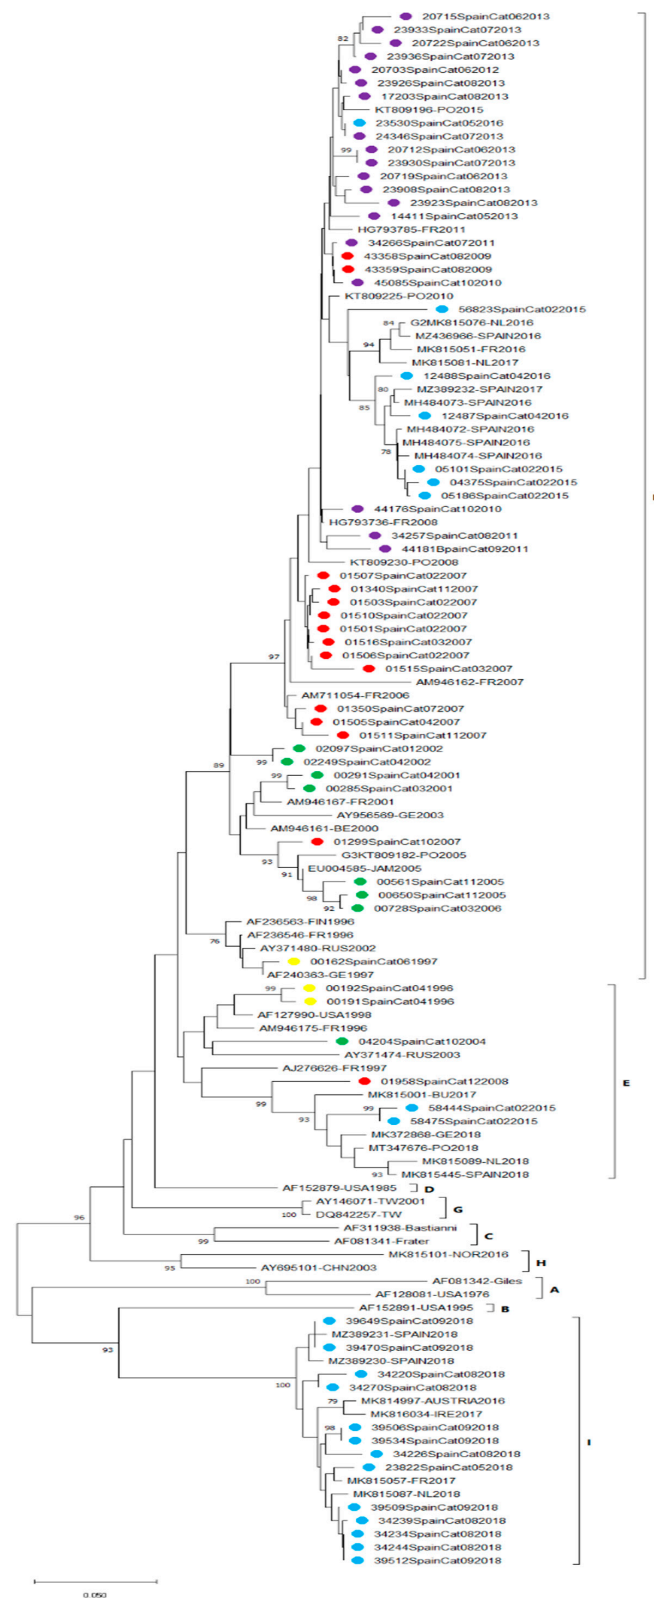 20715SpainCat062013
82
23933SpainCat072013
20722SpainCat062013
23936SpainCat072013
20703SpainCat062012
23926SpainCat082013
17203SpainCat082013
KT809196-PO2015
23530SpainCat052016
24346SpainCat072013
99
20712SpainCat062013
23930SpainCat072013
20719SpainCat062013
23908SpainCat082013
23923SpainCat082013
14411SpainCat052013
HG793785-FR2011
34266SpainCat072011
43358SpainCat082009
43359SpainCat082009
45085SpainCat102010
KT809225-PO2010
56823SpainCat022015
84
G2MK815076-NL2016
MZ436966-SPAIN2016
94
MK815051-FR2016
MK815081-NL2017
12488SpainCat042016
80
MZ389232-SPAIN2017
MH484073-SPAIN2016
85
12487SpainCat042016
MH484072-SPAIN2016
MH484075-SPAIN2016
78
MH484074-SPAIN2016
05101SpainCat022015
04375SpainCat022015
05186SpainCat022015
44176SpainCat102010
HG793736-FR2008
34257SpainCat082011
44181BpainCat092011
KT809230-PO2008
01507SpainCat022007
01340SpainCat112007
01503SpainCat022007
01510SpainCat022007
01501SpainCat022007
01516SpainCat032007
97
01506SpainCat022007
01515SpainCat032007
AM946162-FR2007
AM711054-FR2006
01350SpainCat072007
01505SpainCat042007
01511SpainCat112007
02097SpainCat012002
99
02249SpainCat042002
89
99
00291SpainCat042001
00285SpainCat032001
AM946167-FR2001
AY956569-GE2003
AM946161-BE2000
01299SpainCat102007
93
G3KT809182-PO2005
EU004585-JAM2005
91
00561SpainCat112005
98
00650SpainCat112005
92
00728SpainCat032006
AF236563-FIN1996
AF236546-FR1996
76
AY371480-RUS2002
00162SpainCat061997
AF240363-GE1997
99
00192SpainCat041996
00191SpainCat041996
AF127990-USA1998
AM946175-FR1996
04204SpainCat102004
AY371474-RUS2003
AJ276626-FR1997
01958SpainCat122008
E
99
MK815001-BU2017
93
99
58444SpainCat022015
58475SpainCat022015
MK372868-GE2018
MT347676-PO2018
MK815089-NL2018
93
MK815445-SPAIN2018
AF152879-USA1985
D
AY146071-TW2001
G
100
DQ842257-TW
96
AF311938-Bastianni
C
99
AF081341-Frater
MK815101-NOR2016
H
95
AY695101-CHN2003
100
AF081342-Giles
A
AF128081-USA1976
AF152891-USA1995
B
39649SpainCat092018
MZ389231-SPAIN2018
93
39470SpainCat092018
MZ389230-SPAIN2018
34220SpainCat082018
100
34270SpainCat082018
79
MK814997-AUSTRIA2016
MK816034-IRE2017
98
39506SpainCat092018
39534SpainCat092018
I
34226SpainCat082018
23822SpainCat052018
MK815057-FR2017
MK815087-NL2018
39509SpainCat092018
34239SpainCat082018
34234SpainCat082018
34244SpainCat082018
39512SpainCat092018
0.050